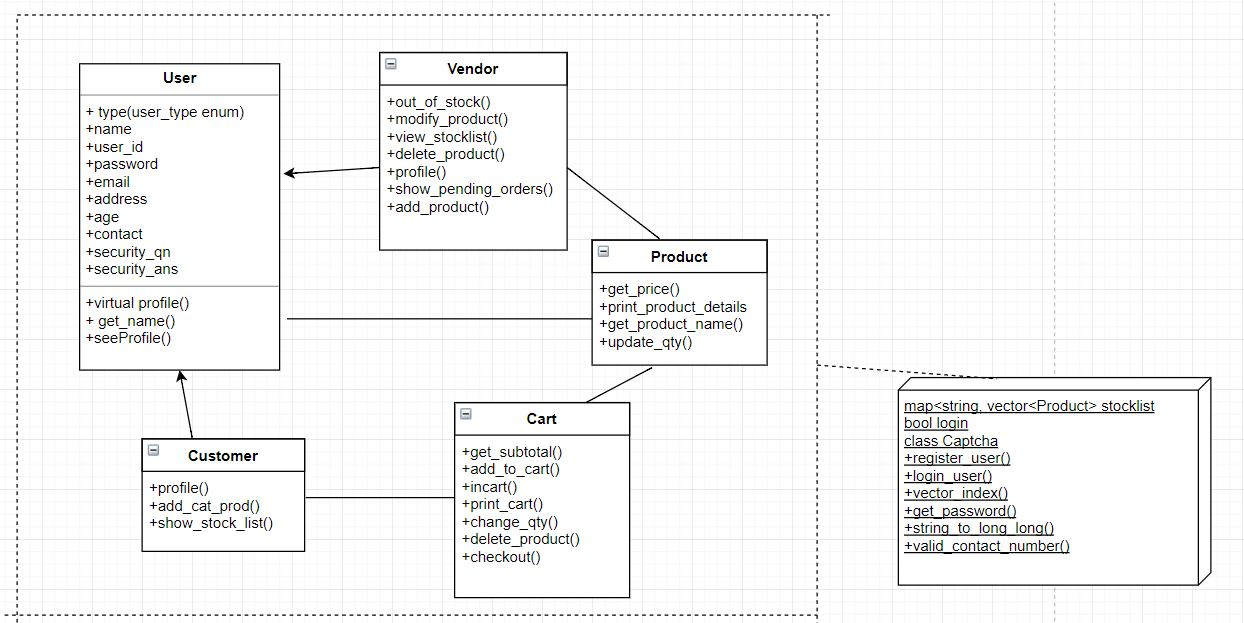 User
+ type(user_type enum)
+name
+user_id
+password
+email
+address
+age
+contact
+security_qn
+security_ans
+virtual profile()
+ get_name()
+seeProfile()
Vendor
+out_of_stock()
+modify_product()
+view_stocklist()
+delete_product()
+profile()
+show_pending_orders()
+add_product()
Product
+get_price()
+print_product_details
+get_product_name()
+update_qty()
Customer
+profile()
+add_cat_prod()
+show_stock_list()
Cart
+get_subtotal()
+add_to_cart()
+incart()
+print_cart()
+change_qty()
+delete_product()
+checkout()
map<string, vector<Product> stocklist
bool login
class Captcha
+register_user()
+login_user()
+vector_index()
+get_password()
+string_to_long_long()
+valid_contact_number()